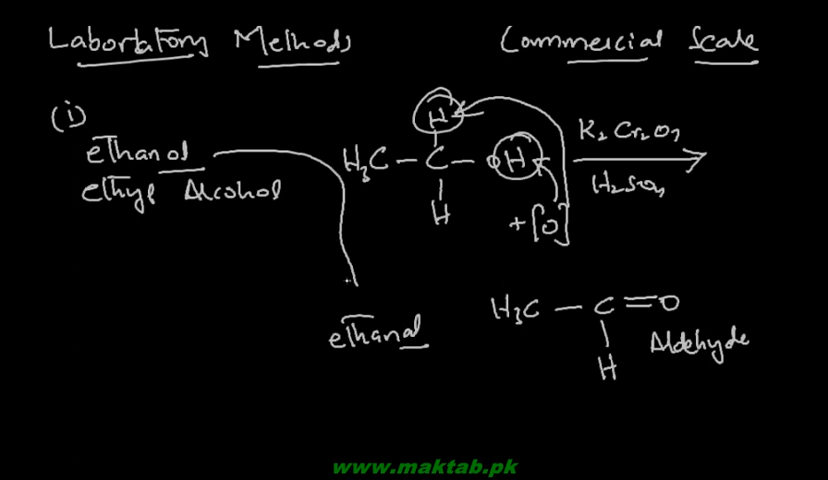 Laboratory Methods Commercial Scale
(i)
ethanol
ethyl Alcohol
H
H3C - C - OH K2Cr2O7
H H2SO4
+[O]
H3C - C = O
ethanal Aldehyde
H
www.maktab.pk